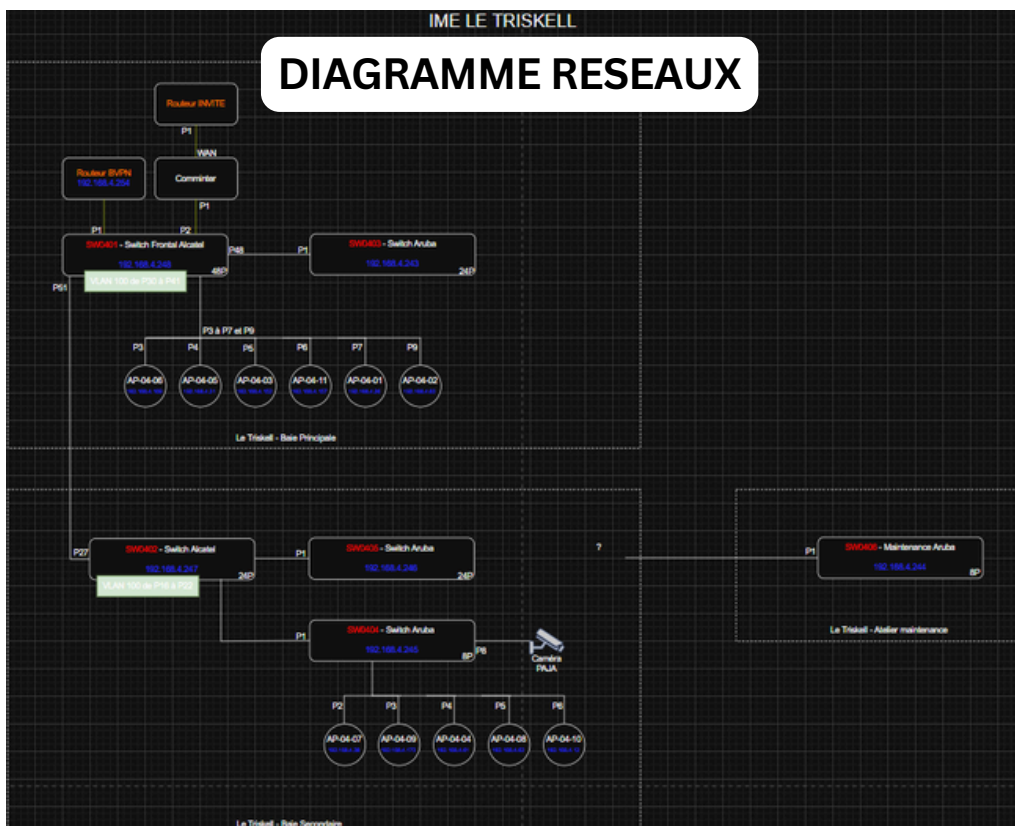 IME LE TRISKELL
DIAGRAMME RESEAUX
Routeur INVITE
P1
WAN
Routeur BVPN
192.168.4.254
Comminter
P1
P1
P2
SW0401 - Switch Frontal Alcatel
192.168.4.248
48P
P48
P1
SW0403 - Switch Aruba
192.168.4.243
24P
VLAN 100 de P30 à P41
P51
P3 à P7 et P9
P3
P4
P5
P6
P7
P9
AP-04-06
AP-04-05
AP-04-03
AP-04-11
AP-04-01
AP-04-02
Le Triskell - Baie Principale
P27
SW0402 - Switch Alcatel
192.168.4.247
24P
VLAN 100 de P16 à P22
P1
Switch Aruba
192.168.4.246
24P
?
P1
Maintenance Aruba
192.168.4.244
8P
Le Triskell - Atelier maintenance
P1
SW0404 - Switch Aruba
192.168.4.245
8P
Caméra
PAJA
P2
P3
P4
P5
P6
AP-04-07
AP-04-09
AP-04-04
AP-04-08
AP-04-10
Le Triskell - Baie Secondaire